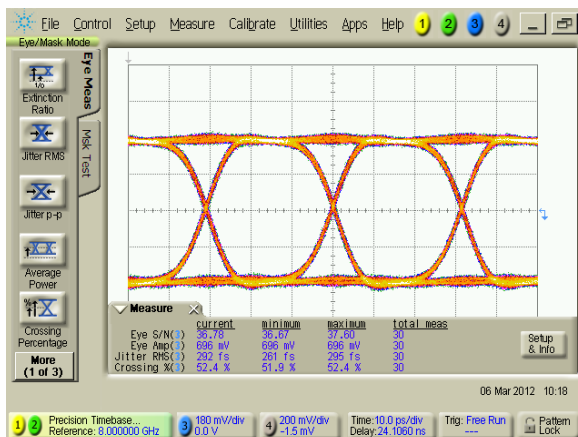 File Control Setup Measure Calibrate Utilities Apps Help 1 2 3 4
Eye/Mask Mode
Eye Meas
Msk Test
Extinction
Ratio
Jitter RMS
Jitter p-p
Average
Power
Crossing
Percentage
More
(1 of 3)
Measure
current minimum maximum total meas
Eye S/N(3) 36.78 36.67 37.60 30
Eye Amp(3) 696 mV 696 mV 696 mV 30
Jitter RMS(3) 292 fs 261 fs 295 fs 30
Crossing %(3) 52.4 % 51.9 % 52.4 % 30
Setup
& Info
06 Mar 2012 10:18
1 2 Precision Timebase...
Reference: 8.000000 GHz
3 180 mV/div
0.0 V
4 200 mV/div
-1.5 mV
Time:10.0 ps/div
Delay:24.1060 ns
Trig: Free Run
---
Pattern
Lock